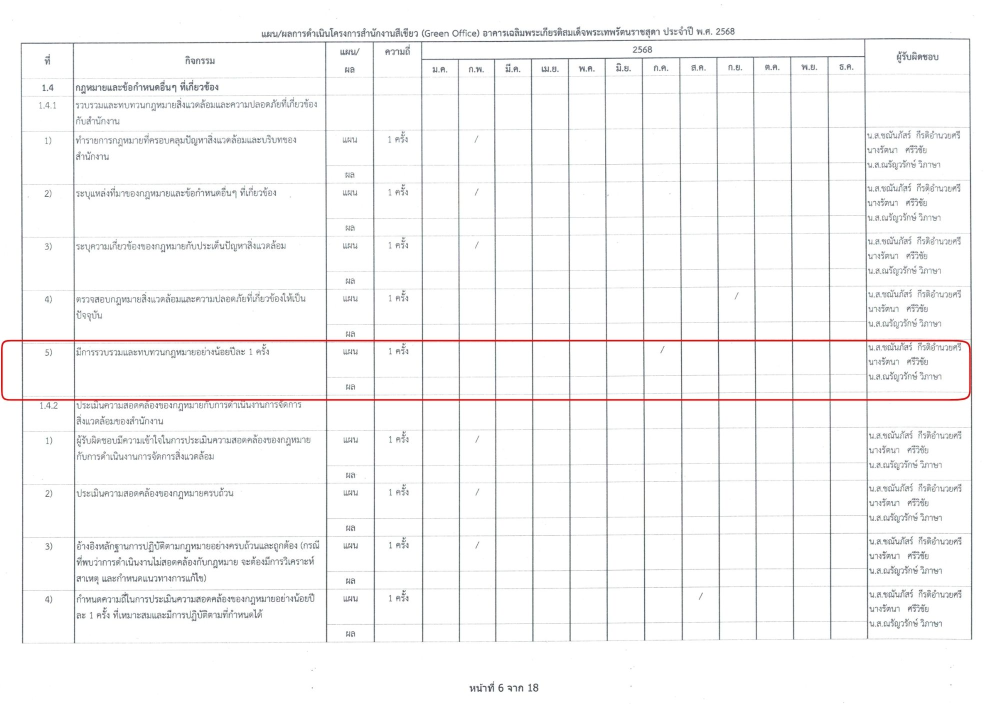 แผน/ผลการดำเนินโครงการสำนักงานสีเขียว (Green Office) อาคารเฉลิมพระเกียรติสมเด็จพระเทพรัตนราชสุดา ประจำปี พ.ศ. 2568
ที่ กิจกรรม แผน/ผล ความถี่ 2568 ผู้รับผิดชอบ
ม.ค. ก.พ. มี.ค. เม.ย. พ.ค. มิ.ย. ก.ค. ส.ค. ก.ย. ต.ค. พ.ย. ธ.ค.
1.4 กฎหมายและข้อกำหนดอื่นๆ ที่เกี่ยวข้อง
1.4.1 รวบรวมและทบทวนกฎหมายสิ่งแวดล้อมและความปลอดภัยที่เกี่ยวข้อง
กับสำนักงาน
1) ทำรายการกฎหมายที่ครอบคลุมปัญหาสิ่งแวดล้อมและบริบทของ แผน 1 ครั้ง / น.ส.ชณันภัสร์ กีรติอำนวยศรี
สำนักงาน นางรัตนา ศรีวิชัย
ผล น.ส.ณรัญวรักษ์ วิภาษา
2) ระบุแหล่งที่มาของกฎหมายและข้อกำหนดอื่นๆ ที่เกี่ยวข้อง แผน 1 ครั้ง / น.ส.ชณันภัสร์ กีรติอำนวยศรี
นางรัตนา ศรีวิชัย
ผล น.ส.ณรัญวรักษ์ วิภาษา
3) ระบุความเกี่ยวข้องของกฎหมายกับประเด็นปัญหาสิ่งแวดล้อม แผน 1 ครั้ง / น.ส.ชณันภัสร์ กีรติอำนวยศรี
นางรัตนา ศรีวิชัย
ผล น.ส.ณรัญวรักษ์ วิภาษา
4) ตรวจสอบกฎหมายสิ่งแวดล้อมและความปลอดภัยที่เกี่ยวข้องให้เป็น แผน 1 ครั้ง / น.ส.ชณันภัสร์ กีรติอำนวยศรี
ปัจจุบัน นางรัตนา ศรีวิชัย
ผล น.ส.ณรัญวรักษ์ วิภาษา
5) มีการรวบรวมและทบทวนกฎหมายอย่างน้อยปีละ 1 ครั้ง แผน 1 ครั้ง / น.ส.ชณันภัสร์ กีรติอำนวยศรี
นางรัตนา ศรีวิชัย
ผล น.ส.ณรัญวรักษ์ วิภาษา
1.4.2 ประเมินความสอดคล้องของกฎหมายกับการดำเนินงานการจัดการ
สิ่งแวดล้อมของสำนักงาน
1) ผู้รับผิดชอบมีความเข้าใจในการประเมินความสอดคล้องของกฎหมาย แผน 1 ครั้ง / น.ส.ชณันภัสร์ กีรติอำนวยศรี
กับการดำเนินงานการจัดการสิ่งแวดล้อม นางรัตนา ศรีวิชัย
ผล น.ส.ณรัญวรักษ์ วิภาษา
2) ประเมินความสอดคล้องของกฎหมายครบถ้วน แผน 1 ครั้ง / น.ส.ชณันภัสร์ กีรติอำนวยศรี
นางรัตนา ศรีวิชัย
ผล น.ส.ณรัญวรักษ์ วิภาษา
3) อ้างอิงหลักฐานการปฏิบัติตามกฎหมายอย่างครบถ้วนและถูกต้อง (กรณี แผน 1 ครั้ง / น.ส.ชณันภัสร์ กีรติอำนวยศรี
ที่พบว่าการดำเนินงานไม่สอดคล้องกับกฎหมาย จะต้องมีการวิเคราะห์ นางรัตนา ศรีวิชัย
สาเหตุ และกำหนดแนวทางการแก้ไข) ผล น.ส.ณรัญวรักษ์ วิภาษา
4) กำหนดความถี่ในการประเมินความสอดคล้องของกฎหมายอย่างน้อยปี แผน 1 ครั้ง / น.ส.ชณันภัสร์ กีรติอำนวยศรี
ละ 1 ครั้ง ที่เหมาะสมและมีการปฏิบัติตามที่กำหนดได้ นางรัตนา ศรีวิชัย
ผล น.ส.ณรัญวรักษ์ วิภาษา
หน้าที่ 6 จาก 18